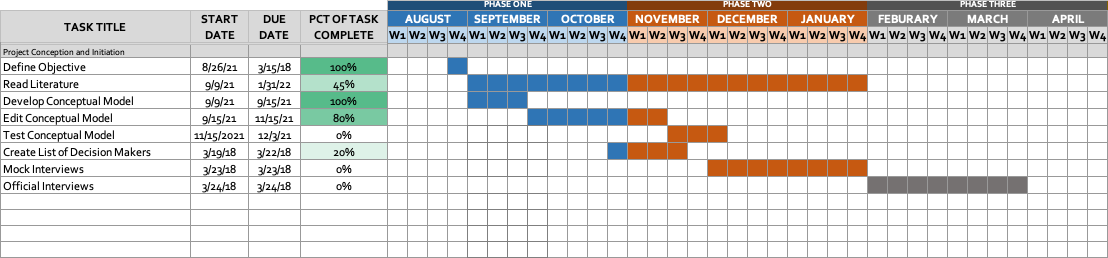 PHASE ONE PHASE TWO PHASE THREE
TASK TITLE START DATE DUE DATE PCT OF TASK COMPLETE AUGUST SEPTEMBER OCTOBER NOVEMBER DECEMBER JANUARY FEBURARY MARCH APRIL
W1 W2 W3 W4 W1 W2 W3 W4 W1 W2 W3 W4 W1 W2 W3 W4 W1 W2 W3 W4 W1 W2 W3 W4 W1 W2 W3 W4 W1 W2 W3 W4 W1 W2 W3 W4
Project Conception and Initiation
Define Objective 8/26/21 3/15/18 100%
Read Literature 9/9/21 1/31/22 45%
Develop Conceptual Model 9/9/21 9/15/21 100%
Edit Conceptual Model 9/15/21 11/15/21 80%
Test Conceptual Model 11/15/2021 12/3/21 0%
Create List of Decision Makers 3/19/18 3/22/18 20%
Mock Interviews 3/23/18 3/23/18 0%
Official Interviews 3/24/18 3/24/18 0%